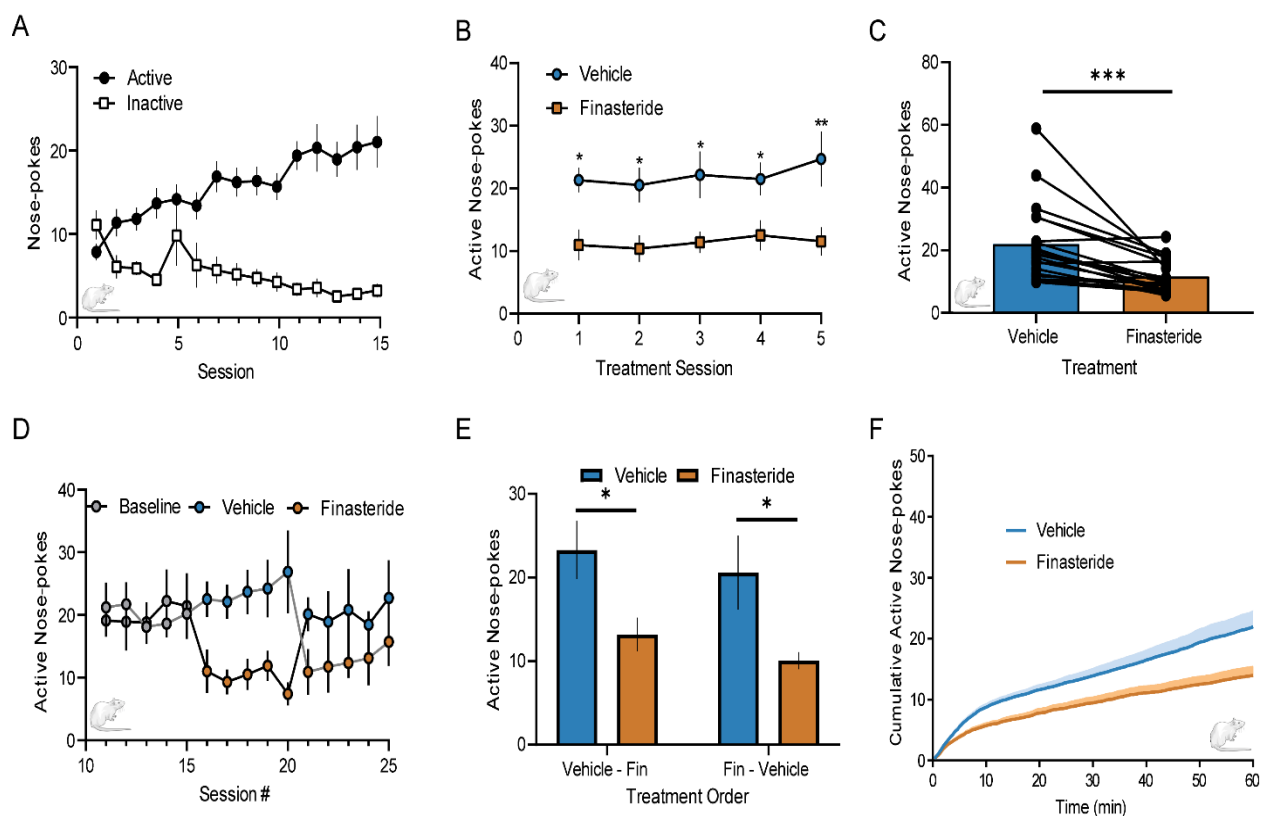 A
Active
Inactive
Nose-pokes
30
20
10
0
0 5 10 15
Session
B
Vehicle
Finasteride
Active Nose-pokes
40
30
20
10
0
* * * * **
0 1 2 3 4 5
Treatment Session
C
***
Active Nose-pokes
80
60
40
20
0
Vehicle Finasteride
Treatment
D
Baseline Vehicle Finasteride
Active Nose-pokes
40
30
20
10
0
10 15 20 25
Session #
E
Vehicle Finasteride
Active Nose-pokes
30
20
10
0
* *
Vehicle - Fin Fin - Vehicle
Treatment Order
F
Vehicle
Finasteride
Cumulative Active Nose-pokes
50
40
30
20
10
0
0 10 20 30 40 50 60
Time (min)